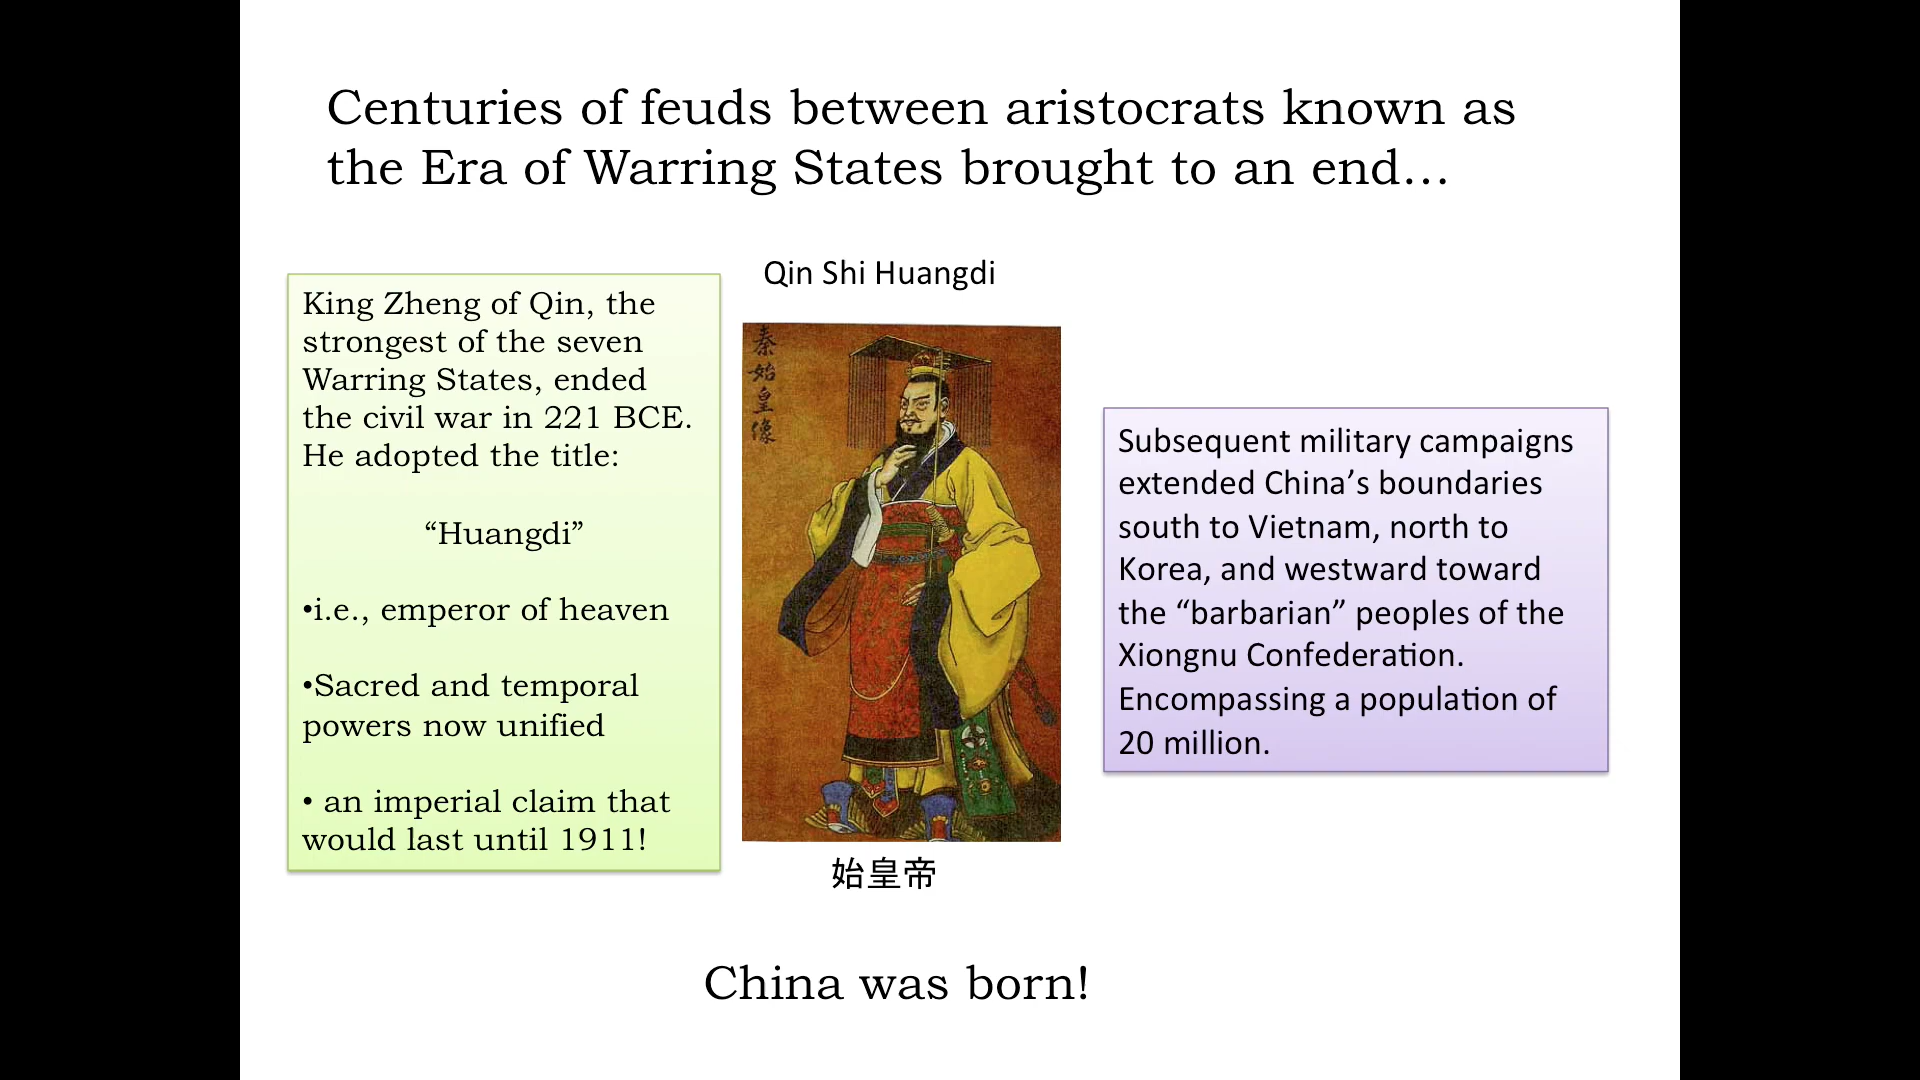 Centuries of feuds between aristocrats known as
the Era of Warring States brought to an end…
King Zheng of Qin, the
strongest of the seven
Warring States, ended
the civil war in 221 BCE.
He adopted the title:
“Huangdi”
•i.e., emperor of heaven
•Sacred and temporal
powers now unified
• an imperial claim that
would last until 1911!
Qin Shi Huangdi
秦始皇像
始皇帝
Subsequent military campaigns
extended China’s boundaries
south to Vietnam, north to
Korea, and westward toward
the “barbarian” peoples of the
Xiongnu Confederation.
Encompassing a population of
20 million.
China was born!